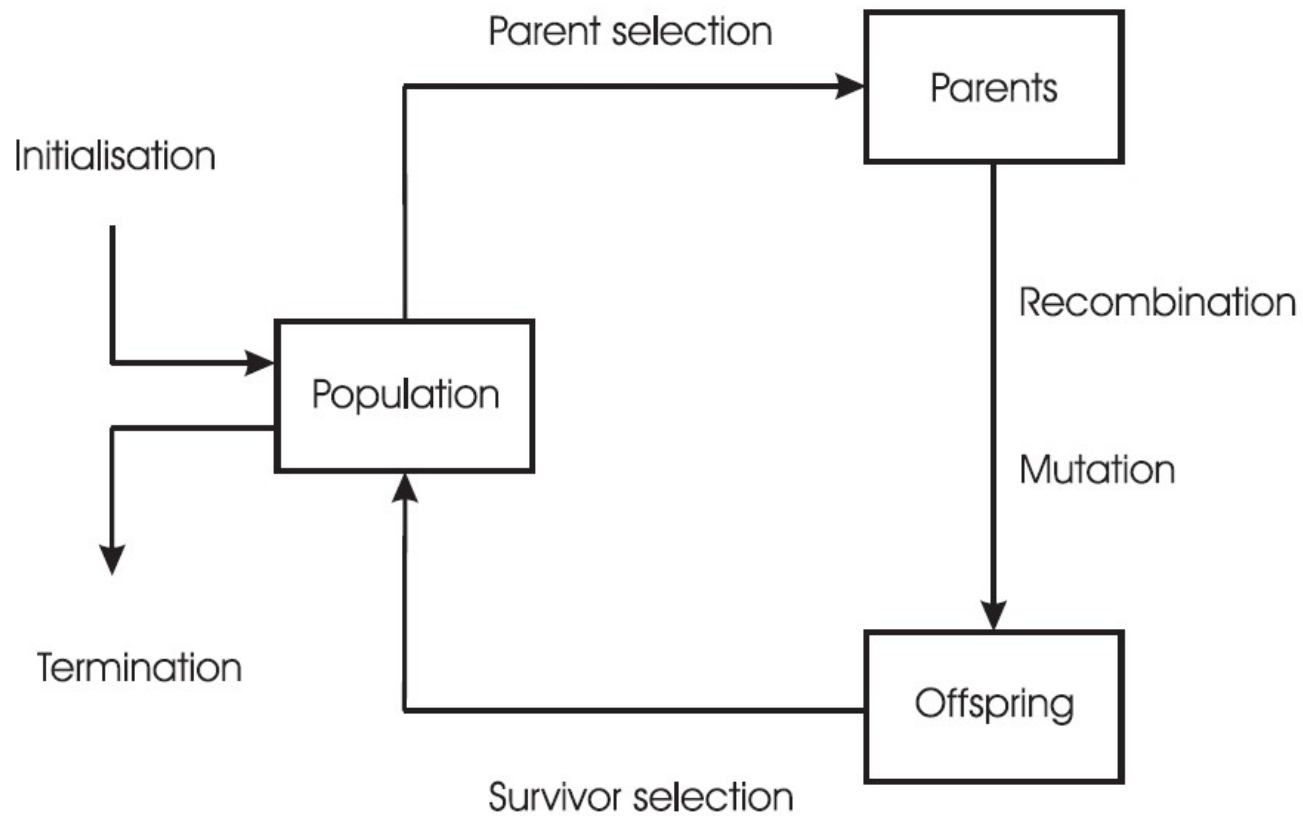 Parent selection
Parents
Initialisation
Recombination
Population
Mutation
Termination
Offspring
Survivor selection